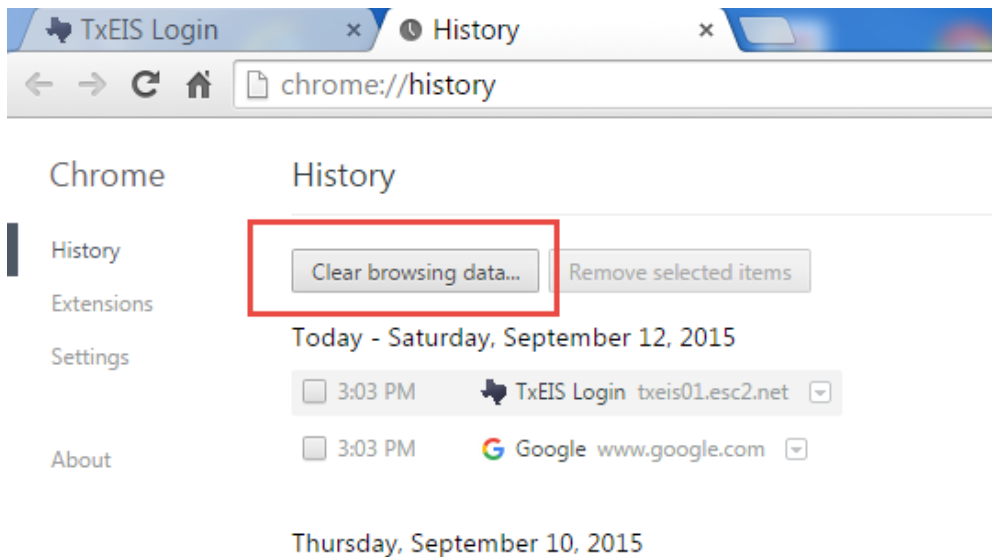 TxEIS Login × History ×
chrome://history
Chrome History
History
Clear browsing data... Remove selected items
Extensions
Today - Saturday, September 12, 2015
Settings
3:03 PM TxEIS Login txeis01.esc2.net
3:03 PM Google www.google.com
About
Thursday, September 10, 2015